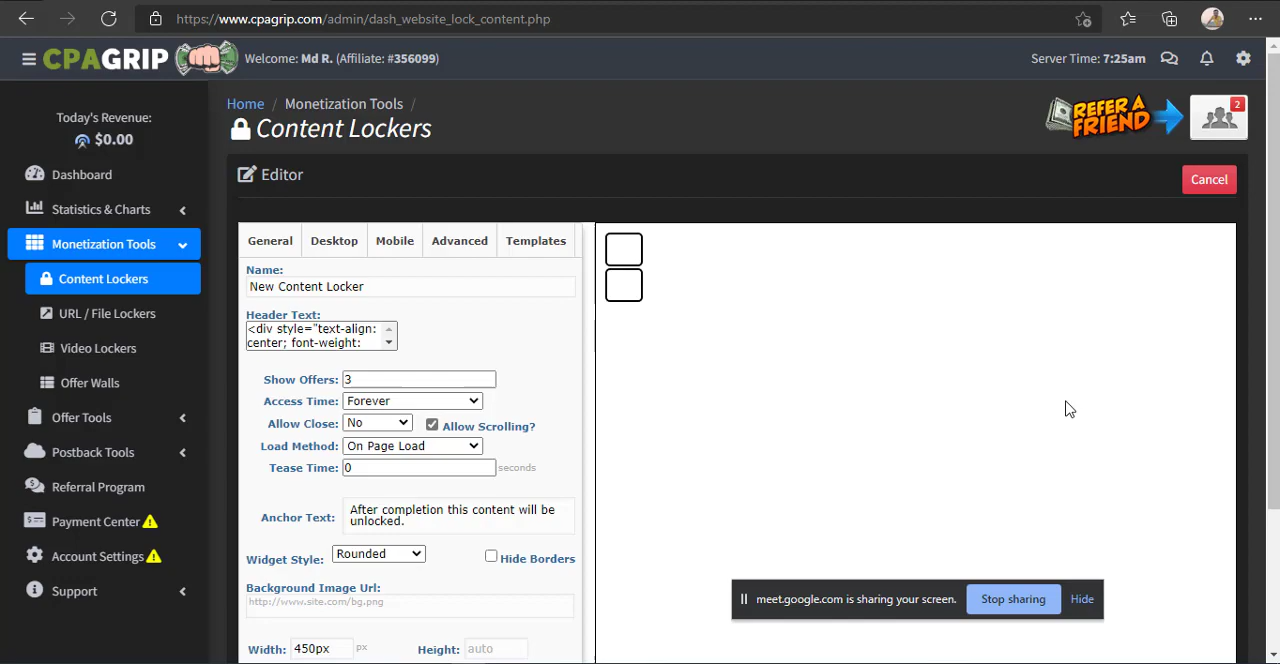 https://www.cpagrip.com/admin/dash_website_lock_content.php
CPAGRIP
Welcome: Md R. (Affiliate: #356099)
Server Time: 7:25am
Today's Revenue:
$0.00
Dashboard
Statistics & Charts
Monetization Tools
Content Lockers
URL / File Lockers
Video Lockers
Offer Walls
Offer Tools
Postback Tools
Referral Program
Payment Center
Account Settings
Support
Home / Monetization Tools /
Content Lockers
REFER A
FRIEND
2
Editor
Cancel
General Desktop Mobile Advanced Templates
Name:
New Content Locker
Header Text:
<div style="text-align:
center; font-weight:
Show Offers: 3
Access Time: Forever
Allow Close: No Allow Scrolling?
Load Method: On Page Load
Tease Time: 0 seconds
Anchor Text: After completion this content will be
unlocked.
Widget Style: Rounded Hide Borders
Background Image Url:
http://www.site.com/bg.png
Width: 450px px Height: auto
meet.google.com is sharing your screen. Stop sharing Hide